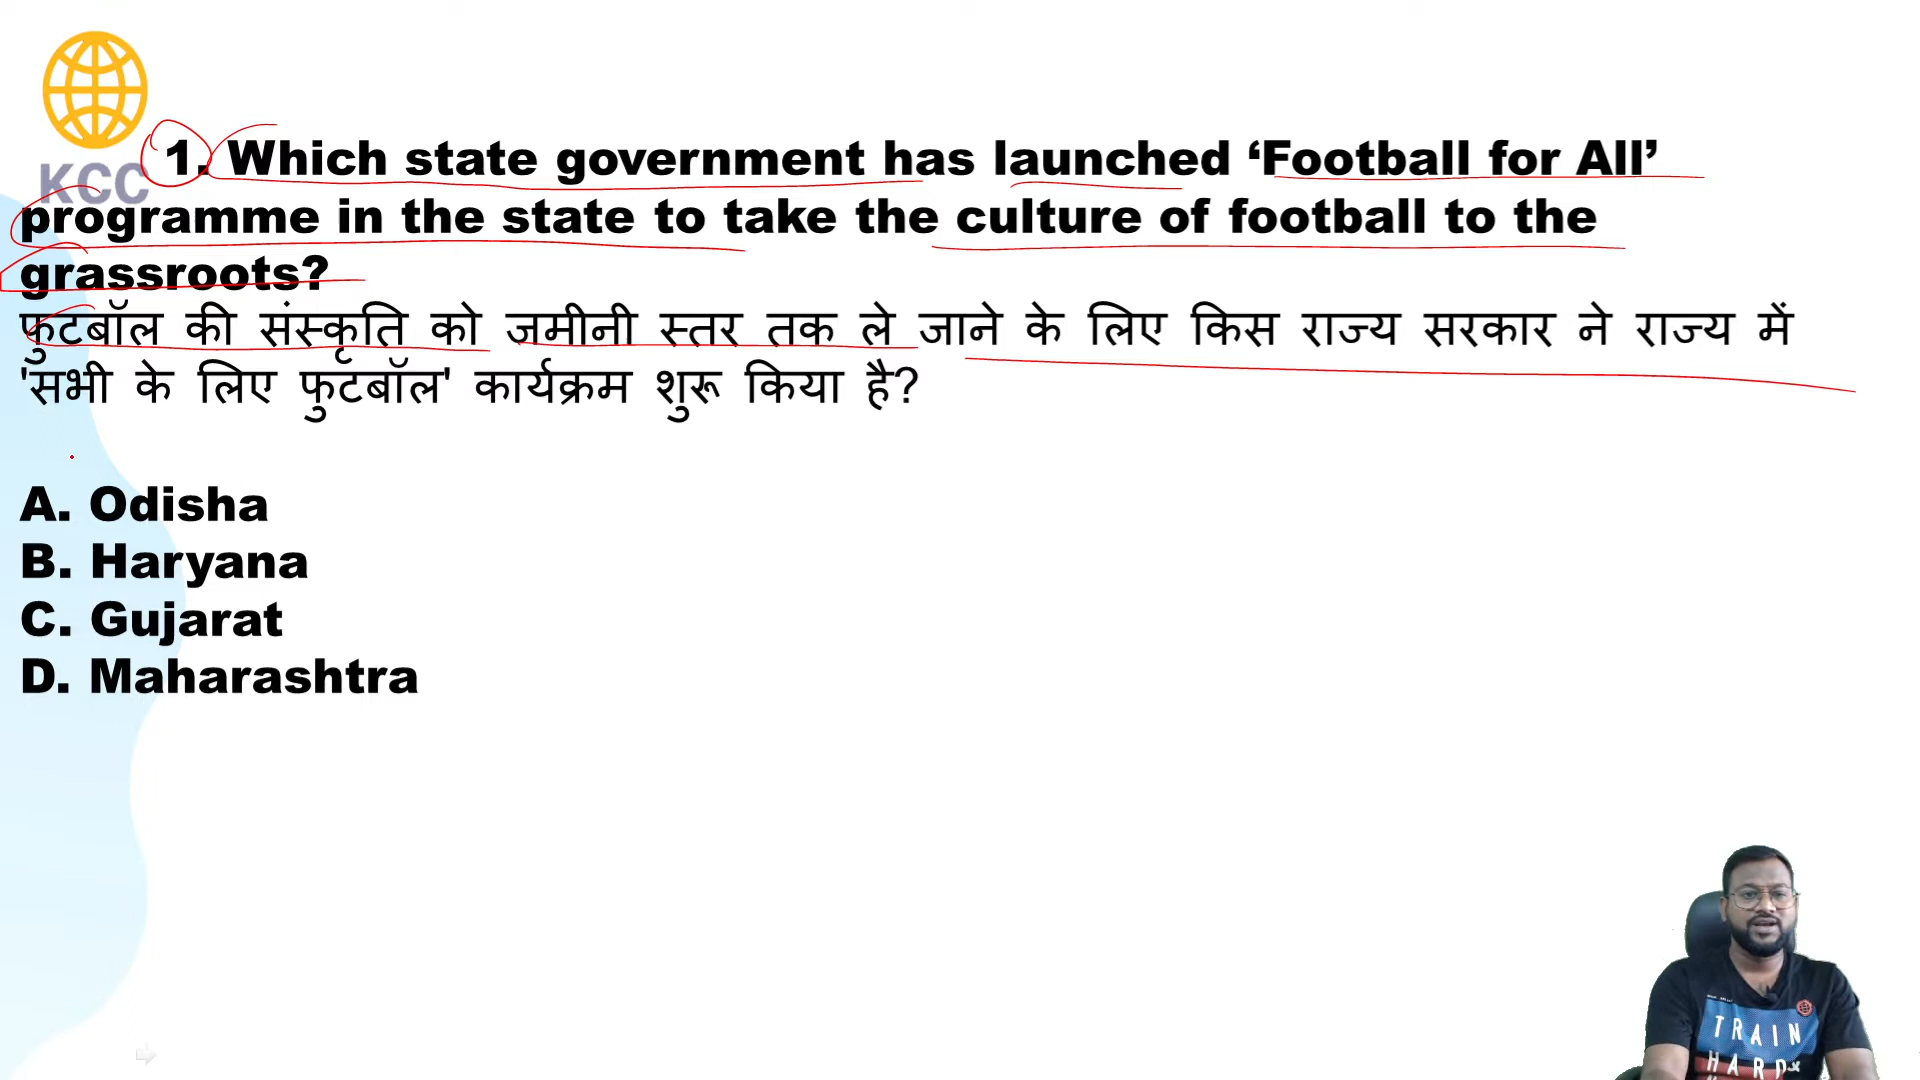 KCC
1. Which state government has launched ‘Football for All’
programme in the state to take the culture of football to the
grassroots?
फुटबॉल की संस्कृति को ज़मीनी स्तर तक ले जाने के लिए किस राज्य सरकार ने राज्य में
'सभी के लिए फुटबॉल' कार्यक्रम शुरू किया है?
A. Odisha
B. Haryana
C. Gujarat
D. Maharashtra
TRAIN
HARD